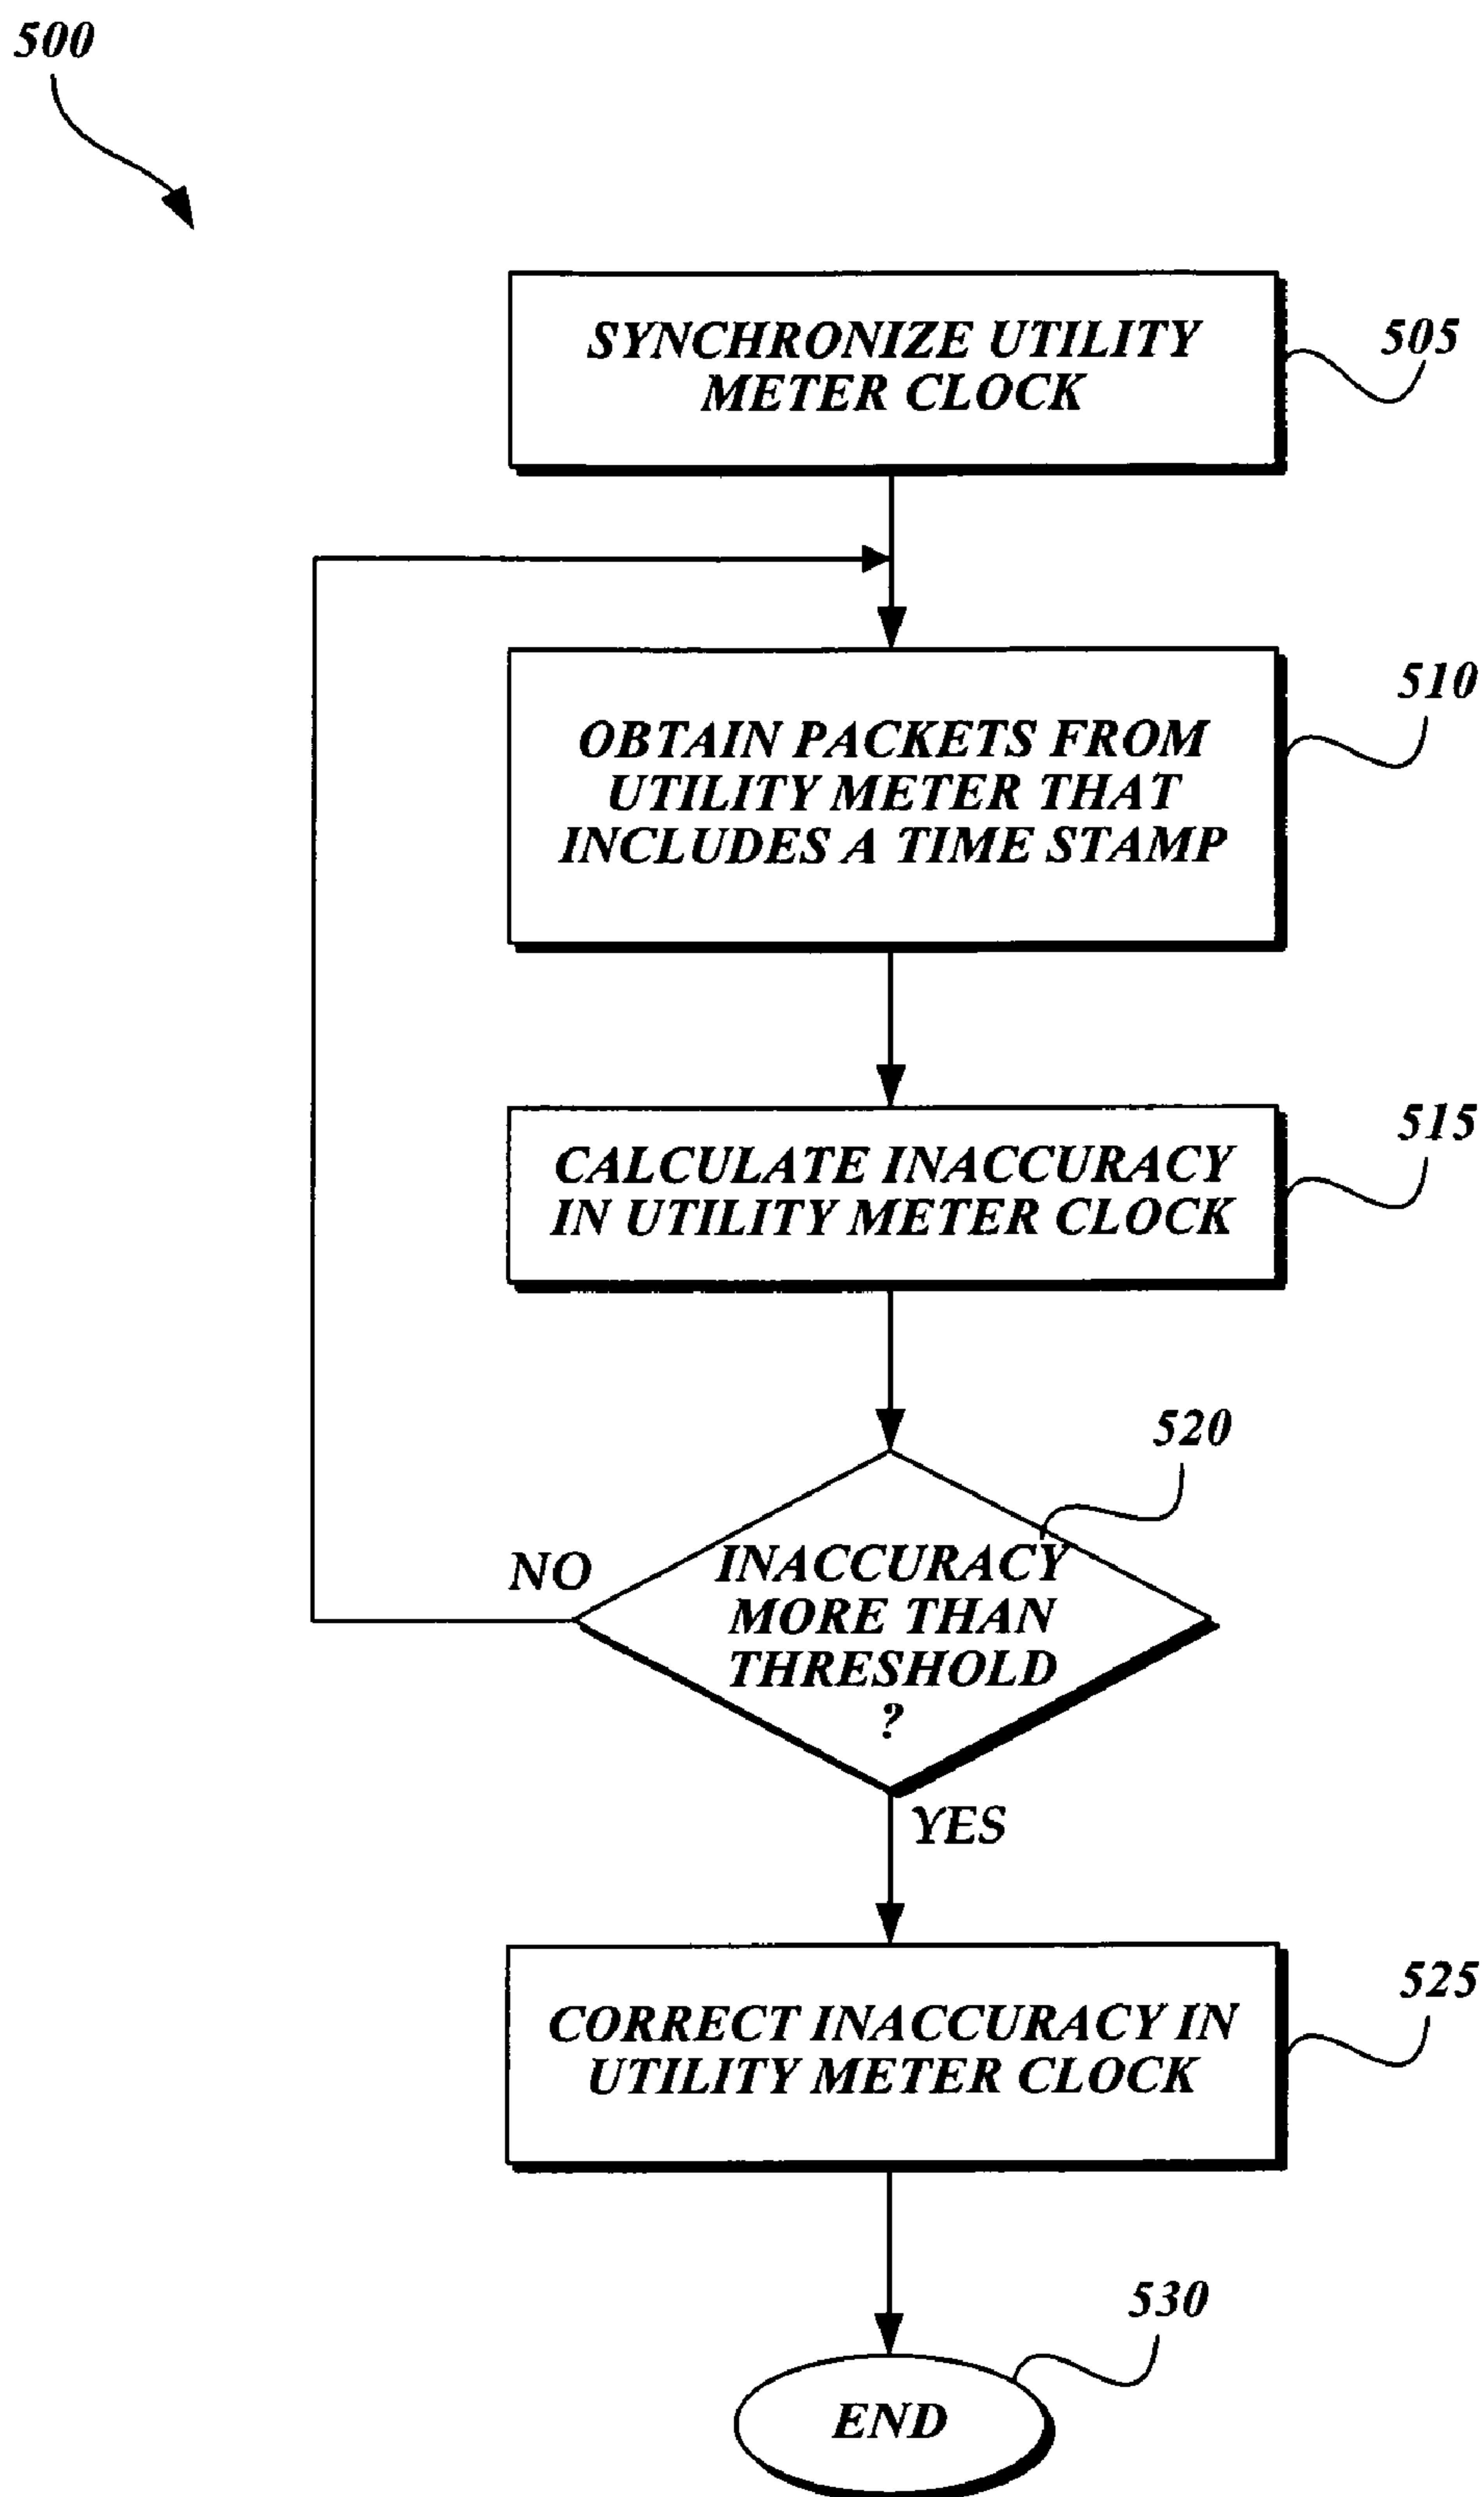 500
SYNCHRONIZE UTILITY
METER CLOCK
505
OBTAIN PACKETS FROM
UTILITY METER THAT
INCLUDES A TIME STAMP
510
CALCULATE INACCURACY
IN UTILITY METER CLOCK
515
520
INACCURACY
MORE THAN
THRESHOLD
?
NO
YES
CORRECT INACCURACY IN
UTILITY METER CLOCK
525
530
END